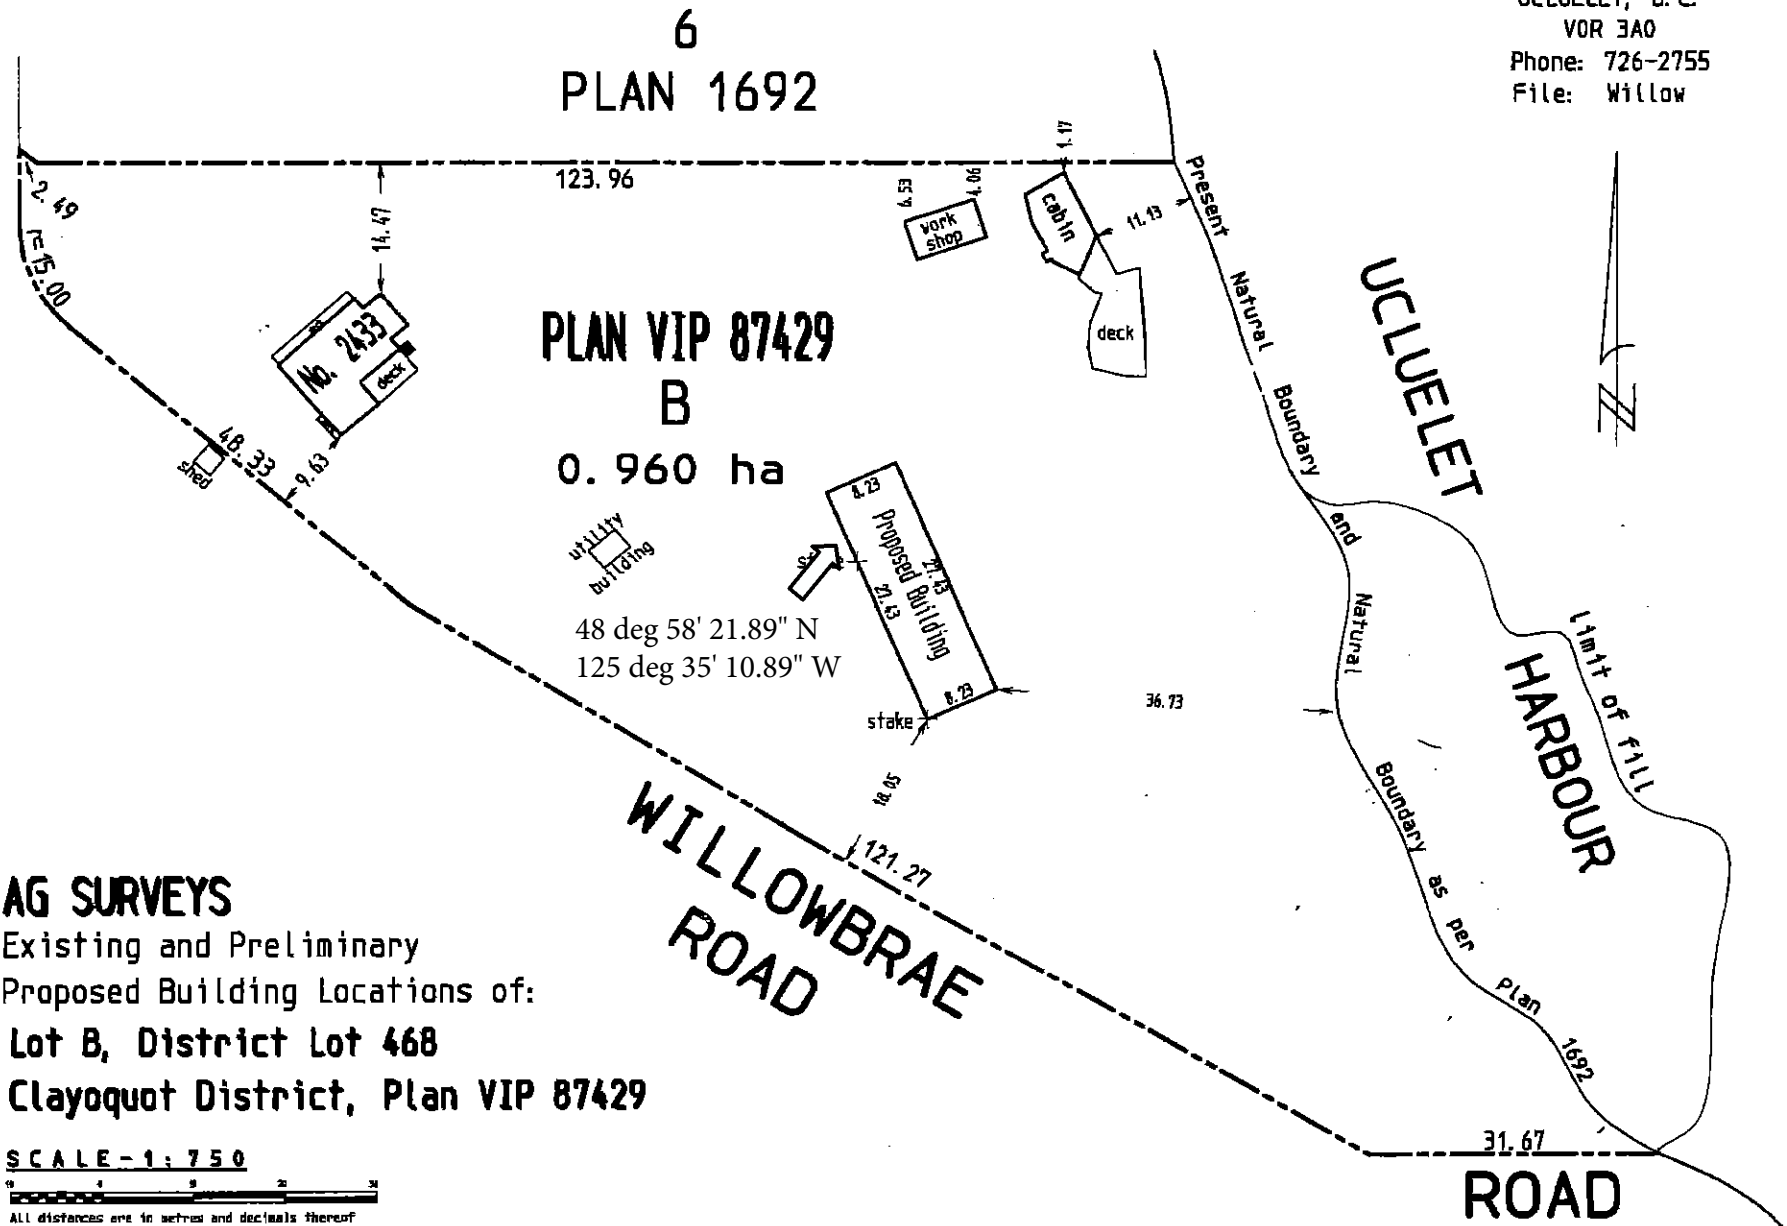 6
PLAN 1692
V0R 3A0
Phone: 726-2755
File: Willow
123.96
2.49
r=15.00
14.47
6.53
4.06
1.17
work
shop
cabin
11.13
deck
No. 2433
deck
48.33
9.63
shed
PLAN VIP 87429
B
0.960 ha
utility
building
8.23
Proposed Building
27.43
27.43
8.23
48 deg 58' 21.89" N
125 deg 35' 10.89" W
stake
36.73
18.05
121.27
Present Natural Boundary and Natural Boundary as per Plan 1692
UCLUELET
HARBOUR
limit of fill
N
WILLOWBRAE
ROAD
31.67
ROAD
AG SURVEYS
Existing and Preliminary
Proposed Building Locations of:
Lot B, District Lot 468
Clayoquot District, Plan VIP 87429
SCALE-1:750
All distances are in metres and decimals thereof